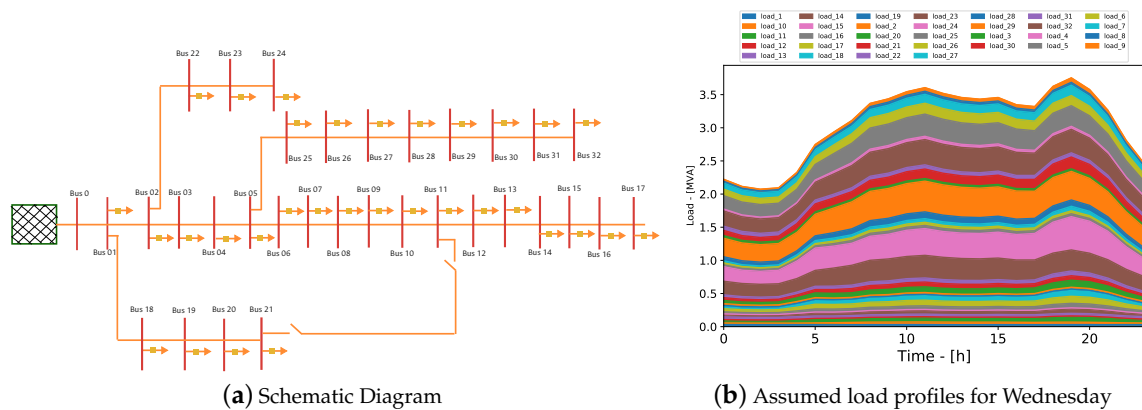 Bus 22 Bus 23 Bus 24
Bus 25 Bus 26 Bus 27 Bus 28 Bus 29 Bus 30 Bus 31 Bus 32
Bus 0 Bus 02 Bus 03 Bus 05 Bus 07 Bus 09 Bus 11 Bus 13 Bus 15 Bus 17
Bus 01 Bus 04 Bus 06 Bus 08 Bus 10 Bus 12 Bus 14 Bus 16
Bus 18 Bus 19 Bus 20 Bus 21
(a) Schematic Diagram
load_1 load_14 load_19 load_23 load_28 load_31 load_6
load_10 load_15 load_2 load_24 load_29 load_32 load_7
load_11 load_16 load_20 load_25 load_3 load_4 load_8
load_12 load_17 load_21 load_26 load_30 load_5 load_9
load_13 load_18 load_22 load_27
Load - [MVA]
3.5
3.0
2.5
2.0
1.5
1.0
0.5
0.0
0 5 10 15 20
Time - [h]
(b) Assumed load profiles for Wednesday